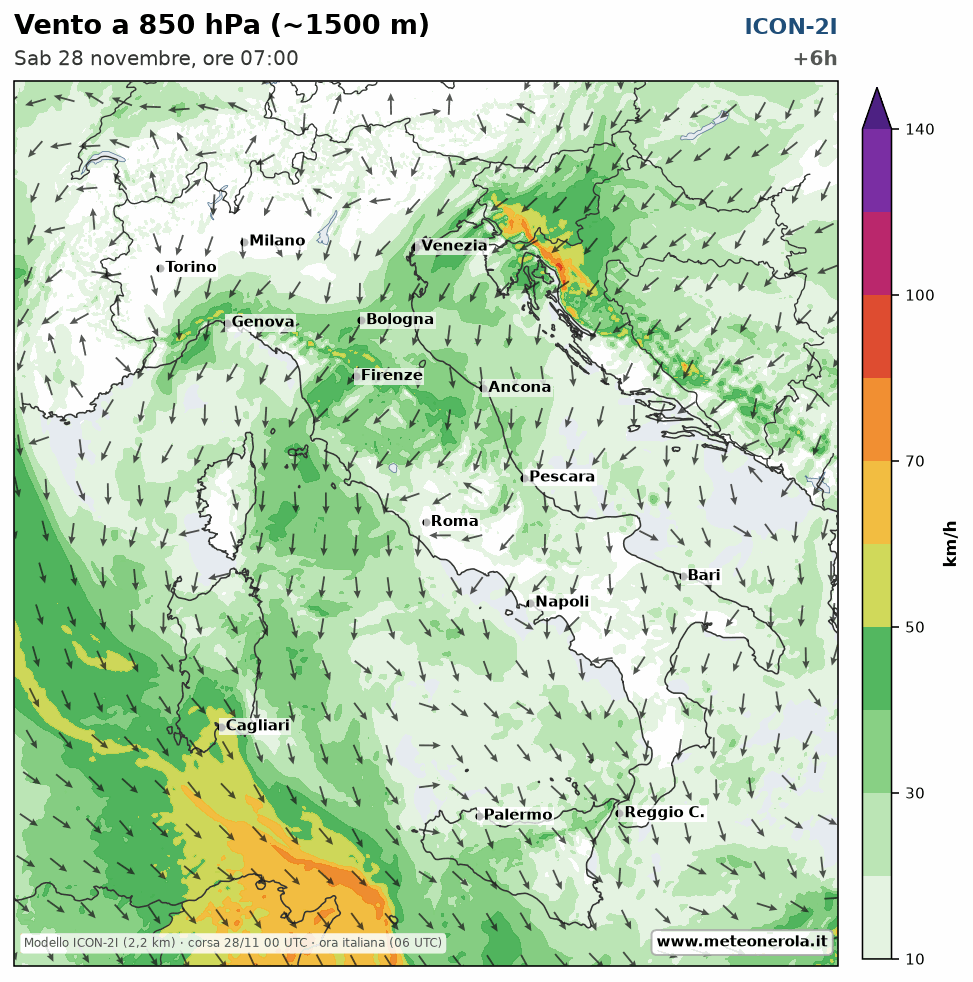 Vento a 850 hPa (~1500 m)
ICON-2I
Sab 28 novembre, ore 07:00
+6h
140
100
70
50
30
10
km/h
Milano
Venezia
Torino
Genova
Bologna
Firenze
Ancona
Pescara
Roma
Bari
Napoli
Cagliari
Palermo
Reggio C.
Modello ICON-2I (2,2 km) · corsa 28/11 00 UTC · ora italiana (06 UTC)
www.meteonerola.it